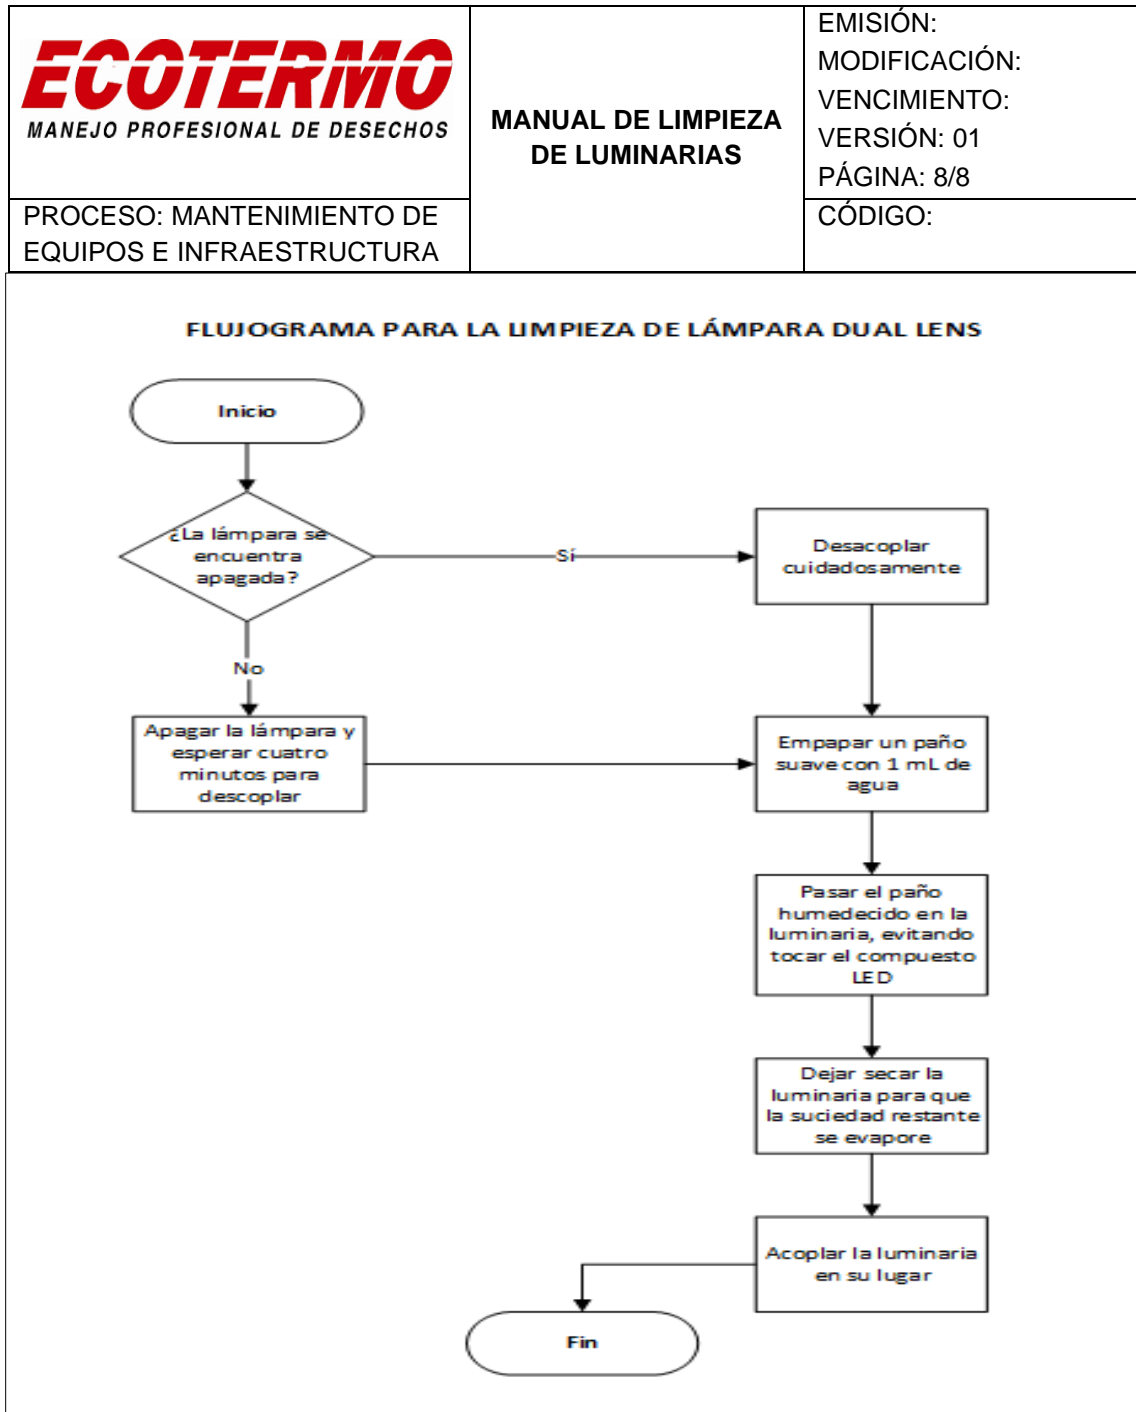 ECOTERMO
MANEJO PROFESIONAL DE DESECHOS
PROCESO: MANTENIMIENTO DE
EQUIPOS E INFRAESTRUCTURA
MANUAL DE LIMPIEZA
DE LUMINARIAS
EMISIÓN:
MODIFICACIÓN:
VENCIMIENTO:
VERSIÓN: 01
PÁGINA: 8/8
CÓDIGO:
FLUJOGRAMA PARA LA LIMPIEZA DE LÁMPARA DUAL LENS
Inicio
¿La lámpara se
encuentra
apagada?
Sí
Desacoplar
cuidadosamente
No
Apagar la lámpara y
esperar cuatro
minutos para
descoplar
Empapar un paño
suave con 1 mL de
agua
Pasar el paño
humedecido en la
luminaria, evitando
tocar el compuesto
LED
Dejar secar la
luminaria para que
la suciedad restante
se evapore
Acoplar la luminaria
en su lugar
Fin